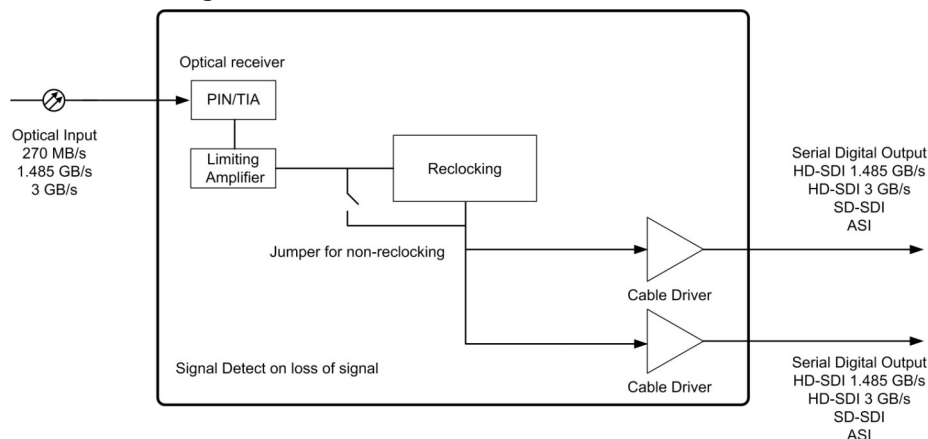 Optical receiver
PIN/TIA
Optical Input
270 MB/s
1.485 GB/s
3 GB/s
Limiting
Amplifier
Reclocking
Jumper for non-reclocking
Serial Digital Output
HD-SDI 1.485 GB/s
HD-SDI 3 GB/s
SD-SDI
ASI
Cable Driver
Signal Detect on loss of signal
Cable Driver
Serial Digital Output
HD-SDI 1.485 GB/s
HD-SDI 3 GB/s
SD-SDI
ASI